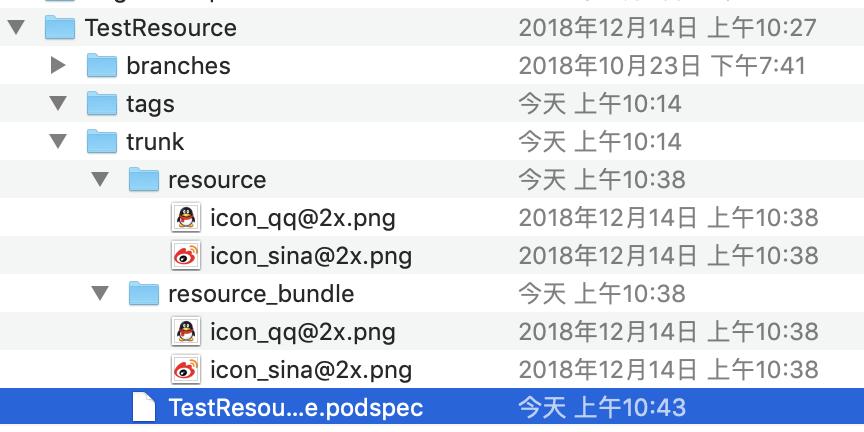 TestResource 2018年12月14日 上午10:27
branches 2018年10月23日 下午7:41
tags 今天 上午10:14
trunk 今天 上午10:14
resource 今天 上午10:38
icon_qq@2x.png 2018年12月14日 上午10:38
icon_sina@2x.png 2018年12月14日 上午10:38
resource_bundle 今天 上午10:38
icon_qq@2x.png 2018年12月14日 上午10:38
icon_sina@2x.png 2018年12月14日 上午10:38
TestResou...e.podspec 今天 上午10:43